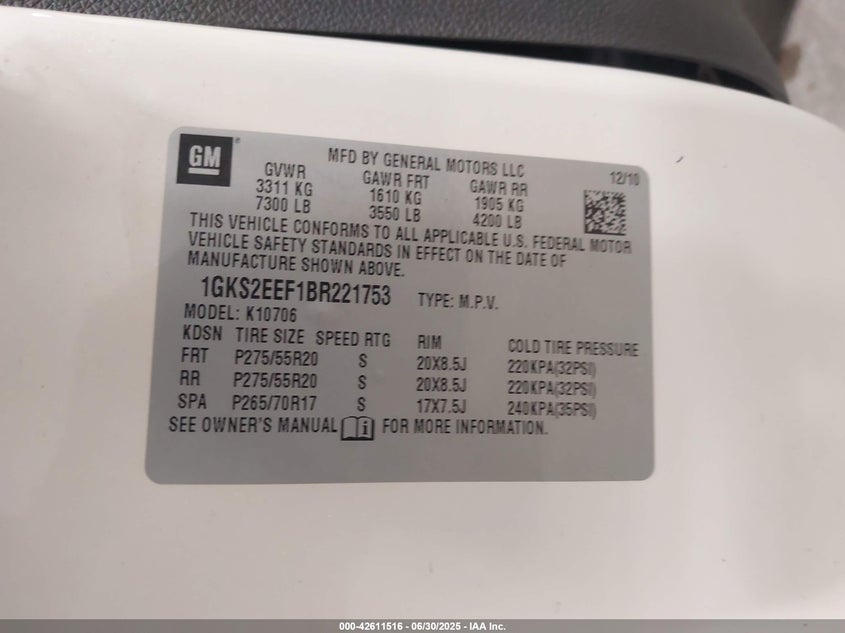 GM
MFD BY GENERAL MOTORS LLC
12/10
GVWR GAWR FRT GAWR RR
3311 KG 1610 KG 1905 KG
7300 LB 3550 LB 4200 LB
THIS VEHICLE CONFORMS TO ALL APPLICABLE U.S. FEDERAL MOTOR
VEHICLE SAFETY STANDARDS IN EFFECT ON THE DATE OF
MANUFACTURE SHOWN ABOVE.
1GKS2EEF1BR221753 TYPE: M.P.V.
MODEL: K10706
KDSN TIRE SIZE SPEED RTG RIM COLD TIRE PRESSURE
FRT P275/55R20 S 20X8.5J 220KPA(32PSI)
RR P275/55R20 S 20X8.5J 220KPA(32PSI)
SPA P265/70R17 S 17X7.5J 240KPA(35PSI)
SEE OWNER'S MANUAL FOR MORE INFORMATION.
000-42611516 - 06/30/2025 - IAA Inc.